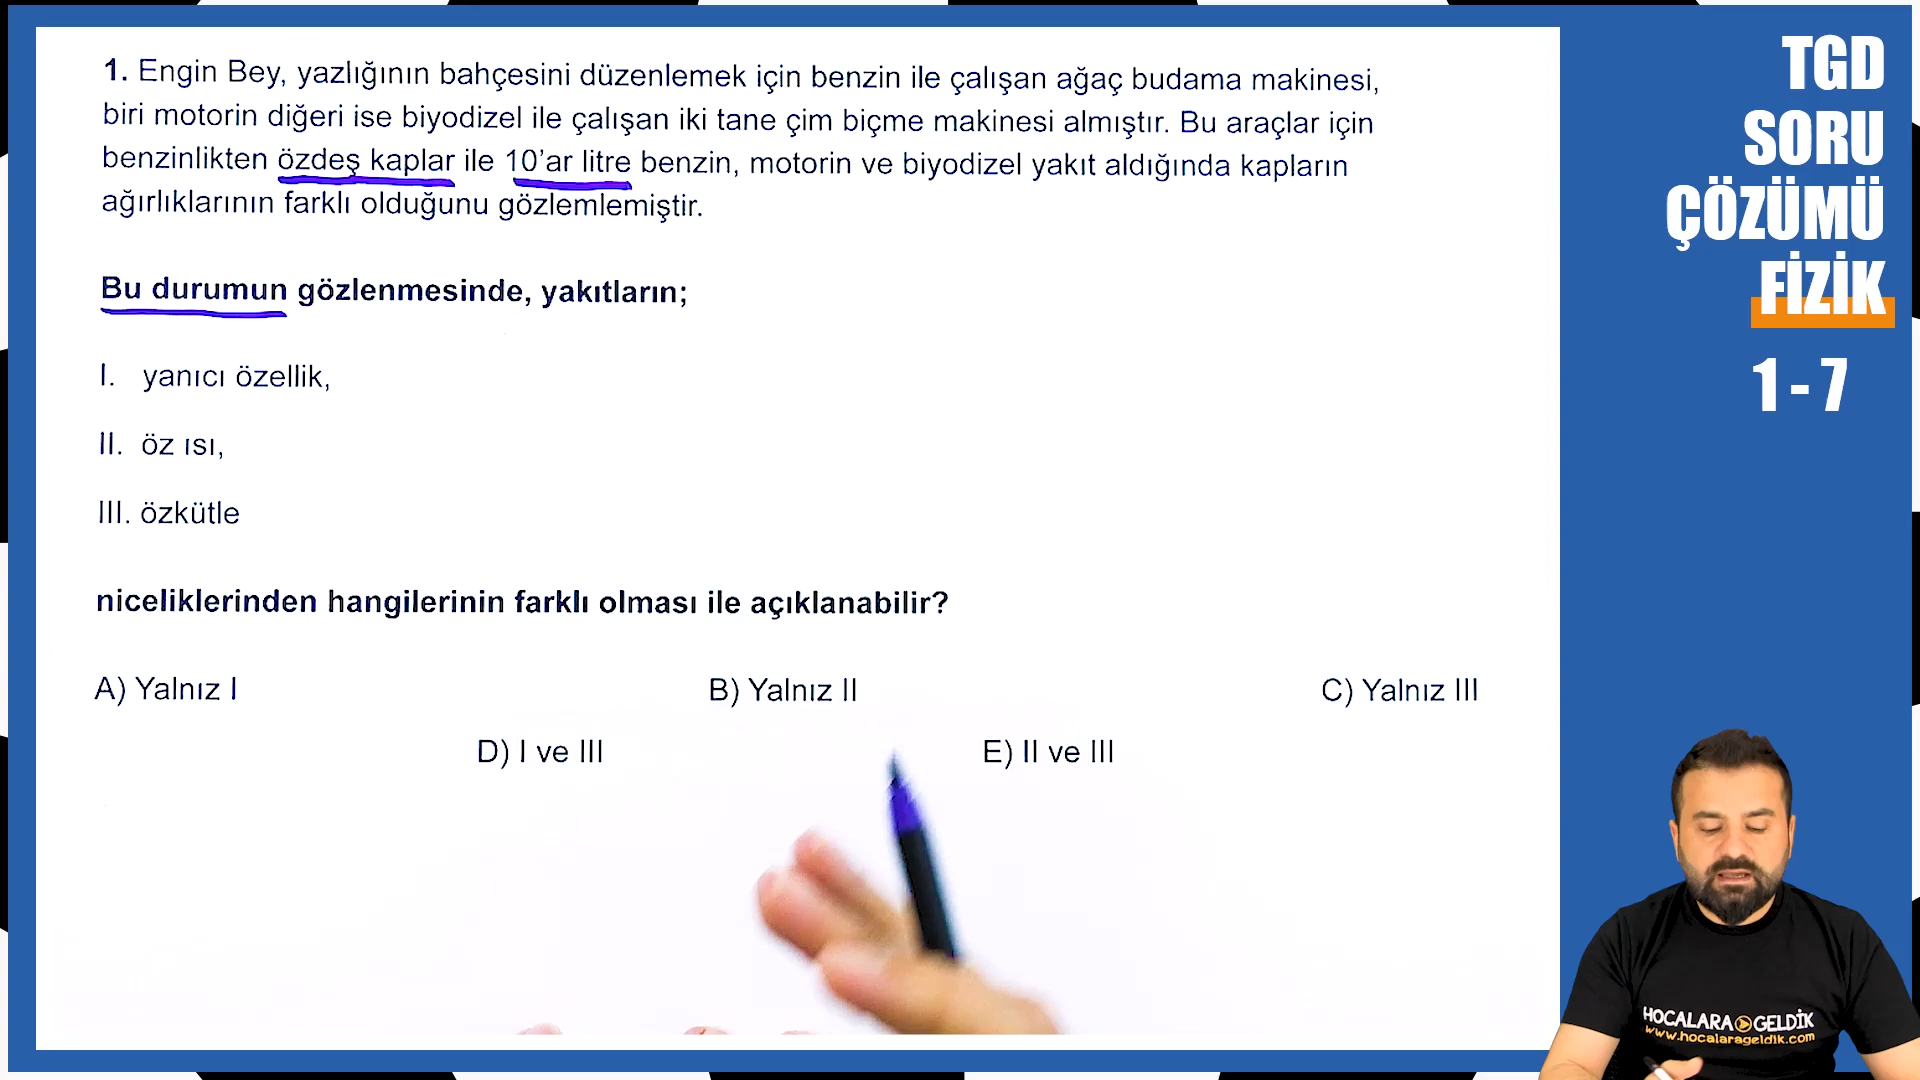 1. Engin Bey, yazlığının bahçesini düzenlemek için benzin ile çalışan ağaç budama makinesi,
biri motorin diğeri ise biyodizel ile çalışan iki tane çim biçme makinesi almıştır. Bu araçlar için
benzinlikten özdeş kaplar ile 10’ar litre benzin, motorin ve biyodizel yakıt aldığında kapların
ağırlıklarının farklı olduğunu gözlemlemiştir.
Bu durumun gözlenmesinde, yakıtların;
I. yanıcı özellik,
II. öz ısı,
III. özkütle
niceliklerinden hangilerinin farklı olması ile açıklanabilir?
A) Yalnız I
B) Yalnız II
C) Yalnız III
D) I ve III
E) II ve III
TGD
SORU
ÇÖZÜMÜ
FİZİK
1 - 7
HOCALARA GELDİK
www.hocalarageldik.com